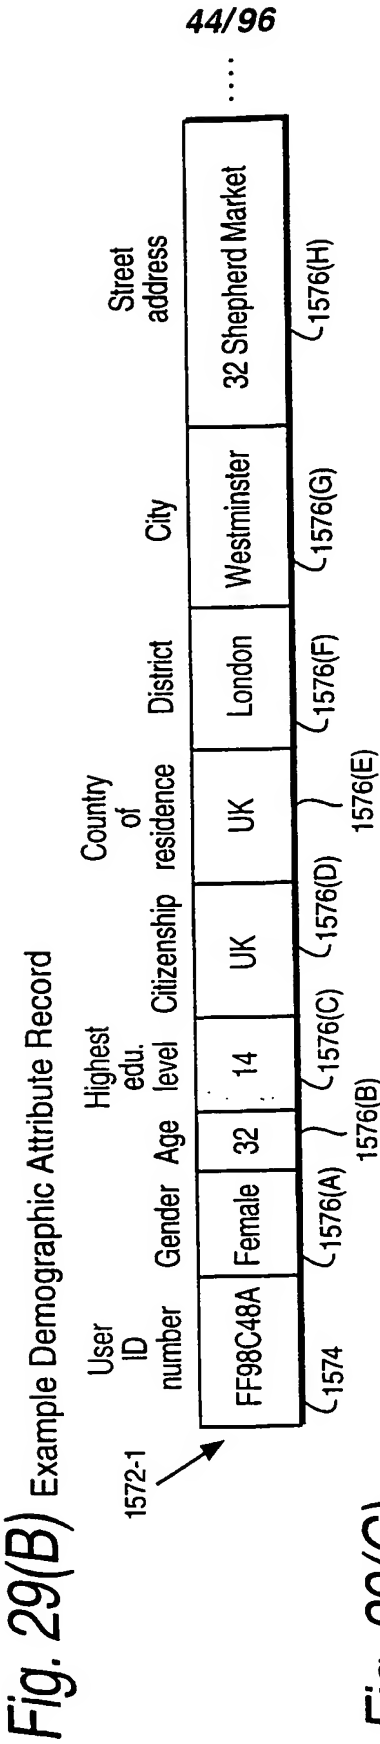 44/96
Fig. 29(B) Example Demographic Attribute Record
1572-1
User
ID
number
Gender
Age
Highest
edu.
level
Citizenship
Country
of
residence
District
City
Street
address
FF98C48A
Female
32
14
UK
UK
London
Westminster
32 Shepherd Market
.....
1574
1576(A)
1576(B)
1576(C)
1576(D)
1576(E)
1576(F)
1576(G)
1576(H)